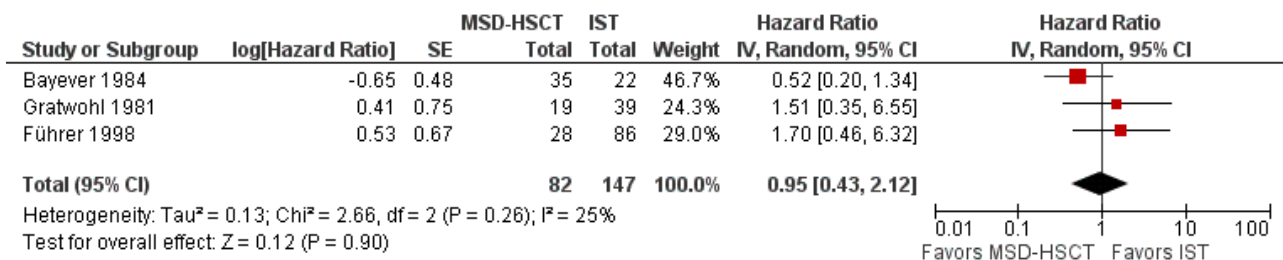 MSD-HSCT IST Hazard Ratio Hazard Ratio
Study or Subgroup log[Hazard Ratio] SE Total Total Weight IV, Random, 95% CI IV, Random, 95% CI
Bayever 1984 -0.65 0.48 35 22 46.7% 0.52 [0.20, 1.34]
Gratwohl 1981 0.41 0.75 19 39 24.3% 1.51 [0.35, 6.55]
Führer 1998 0.53 0.67 28 86 29.0% 1.70 [0.46, 6.32]
Total (95% CI) 82 147 100.0% 0.95 [0.43, 2.12]
Heterogeneity: Tau² = 0.13; Chi² = 2.66, df = 2 (P = 0.26); I² = 25%
Test for overall effect: Z = 0.12 (P = 0.90)
0.01 0.1 1 10 100
Favors MSD-HSCT Favors IST